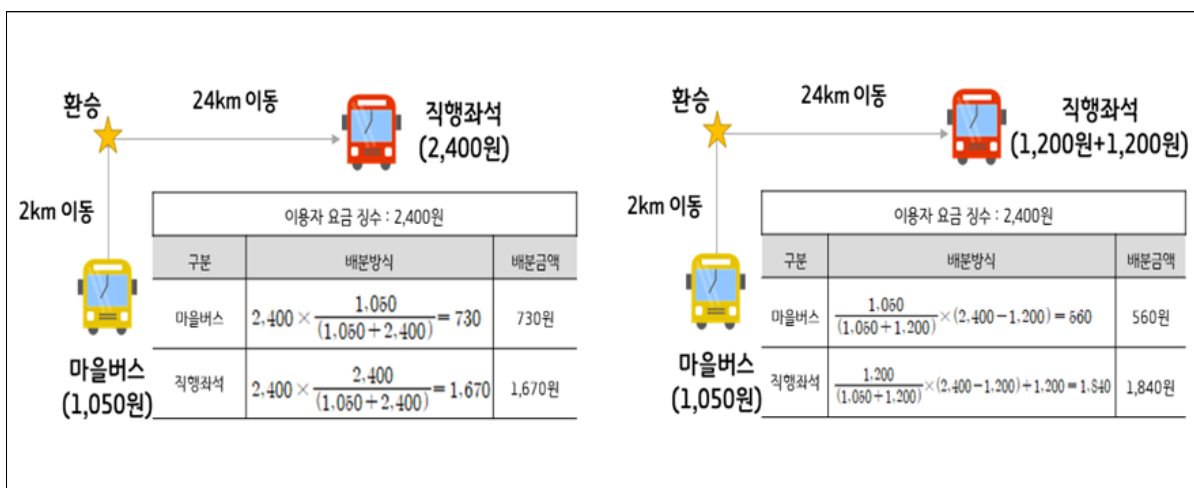 환승
24km 이동
직행좌석
(2,400원)
2km 이동
이용자 요금 징수 : 2,400원
구분 배분방식 배분금액
마을버스 2,400 × 1,050/(1,050+2,400) = 730 730원
직행좌석 2,400 × 2,400/(1,050+2,400) = 1,670 1,670원
마을버스
(1,050원)
환승
24km 이동
직행좌석
(1,200원+1,200원)
2km 이동
이용자 요금 징수 : 2,400원
구분 배분방식 배분금액
마을버스 1,050/(1,050+1,200) × (2,400-1,200) = 560 560원
직행좌석 1,200/(1,050+1,200) × (2,400-1,200)+1,200 = 1,840 1,840원
마을버스
(1,050원)